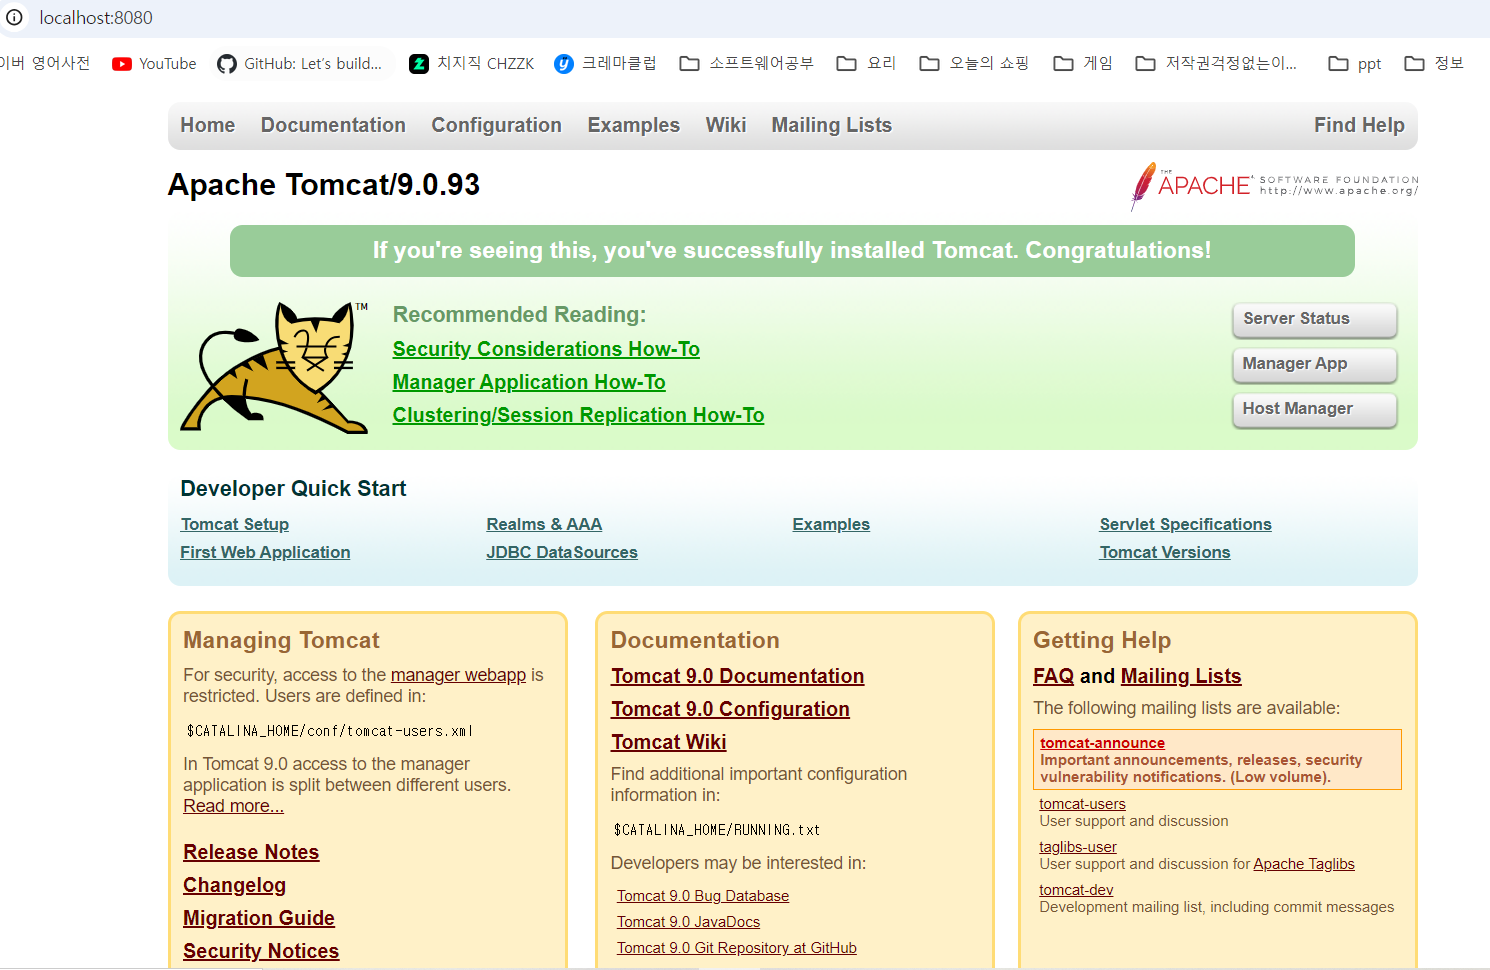 localhost:8080
이버 영어사전 YouTube GitHub: Let's build... 치지직 CHZZK 크레마클럽 소프트웨어공부 요리 오늘의 쇼핑 게임 저작권걱정없는이... ppt 정보
Home Documentation Configuration Examples Wiki Mailing Lists Find Help
Apache Tomcat/9.0.93
THE APACHE SOFTWARE FOUNDATION
http://www.apache.org/
If you're seeing this, you've successfully installed Tomcat. Congratulations!
TM
Recommended Reading:
Security Considerations How-To
Manager Application How-To
Clustering/Session Replication How-To
Server Status
Manager App
Host Manager
Developer Quick Start
Tomcat Setup
First Web Application
Realms & AAA
JDBC DataSources
Examples
Servlet Specifications
Tomcat Versions
Managing Tomcat
For security, access to the manager webapp is
restricted. Users are defined in:
$CATALINA_HOME/conf/tomcat-users.xml
In Tomcat 9.0 access to the manager
application is split between different users.
Read more...
Release Notes
Changelog
Migration Guide
Security Notices
Documentation
Tomcat 9.0 Documentation
Tomcat 9.0 Configuration
Tomcat Wiki
Find additional important configuration
information in:
$CATALINA_HOME/RUNNING.txt
Developers may be interested in:
Tomcat 9.0 Bug Database
Tomcat 9.0 JavaDocs
Tomcat 9.0 Git Repository at GitHub
Getting Help
FAQ and Mailing Lists
The following mailing lists are available:
tomcat-announce
Important announcements, releases, security
vulnerability notifications. (Low volume).
tomcat-users
User support and discussion
taglibs-user
User support and discussion for Apache Taglibs
tomcat-dev
Development mailing list, including commit messages